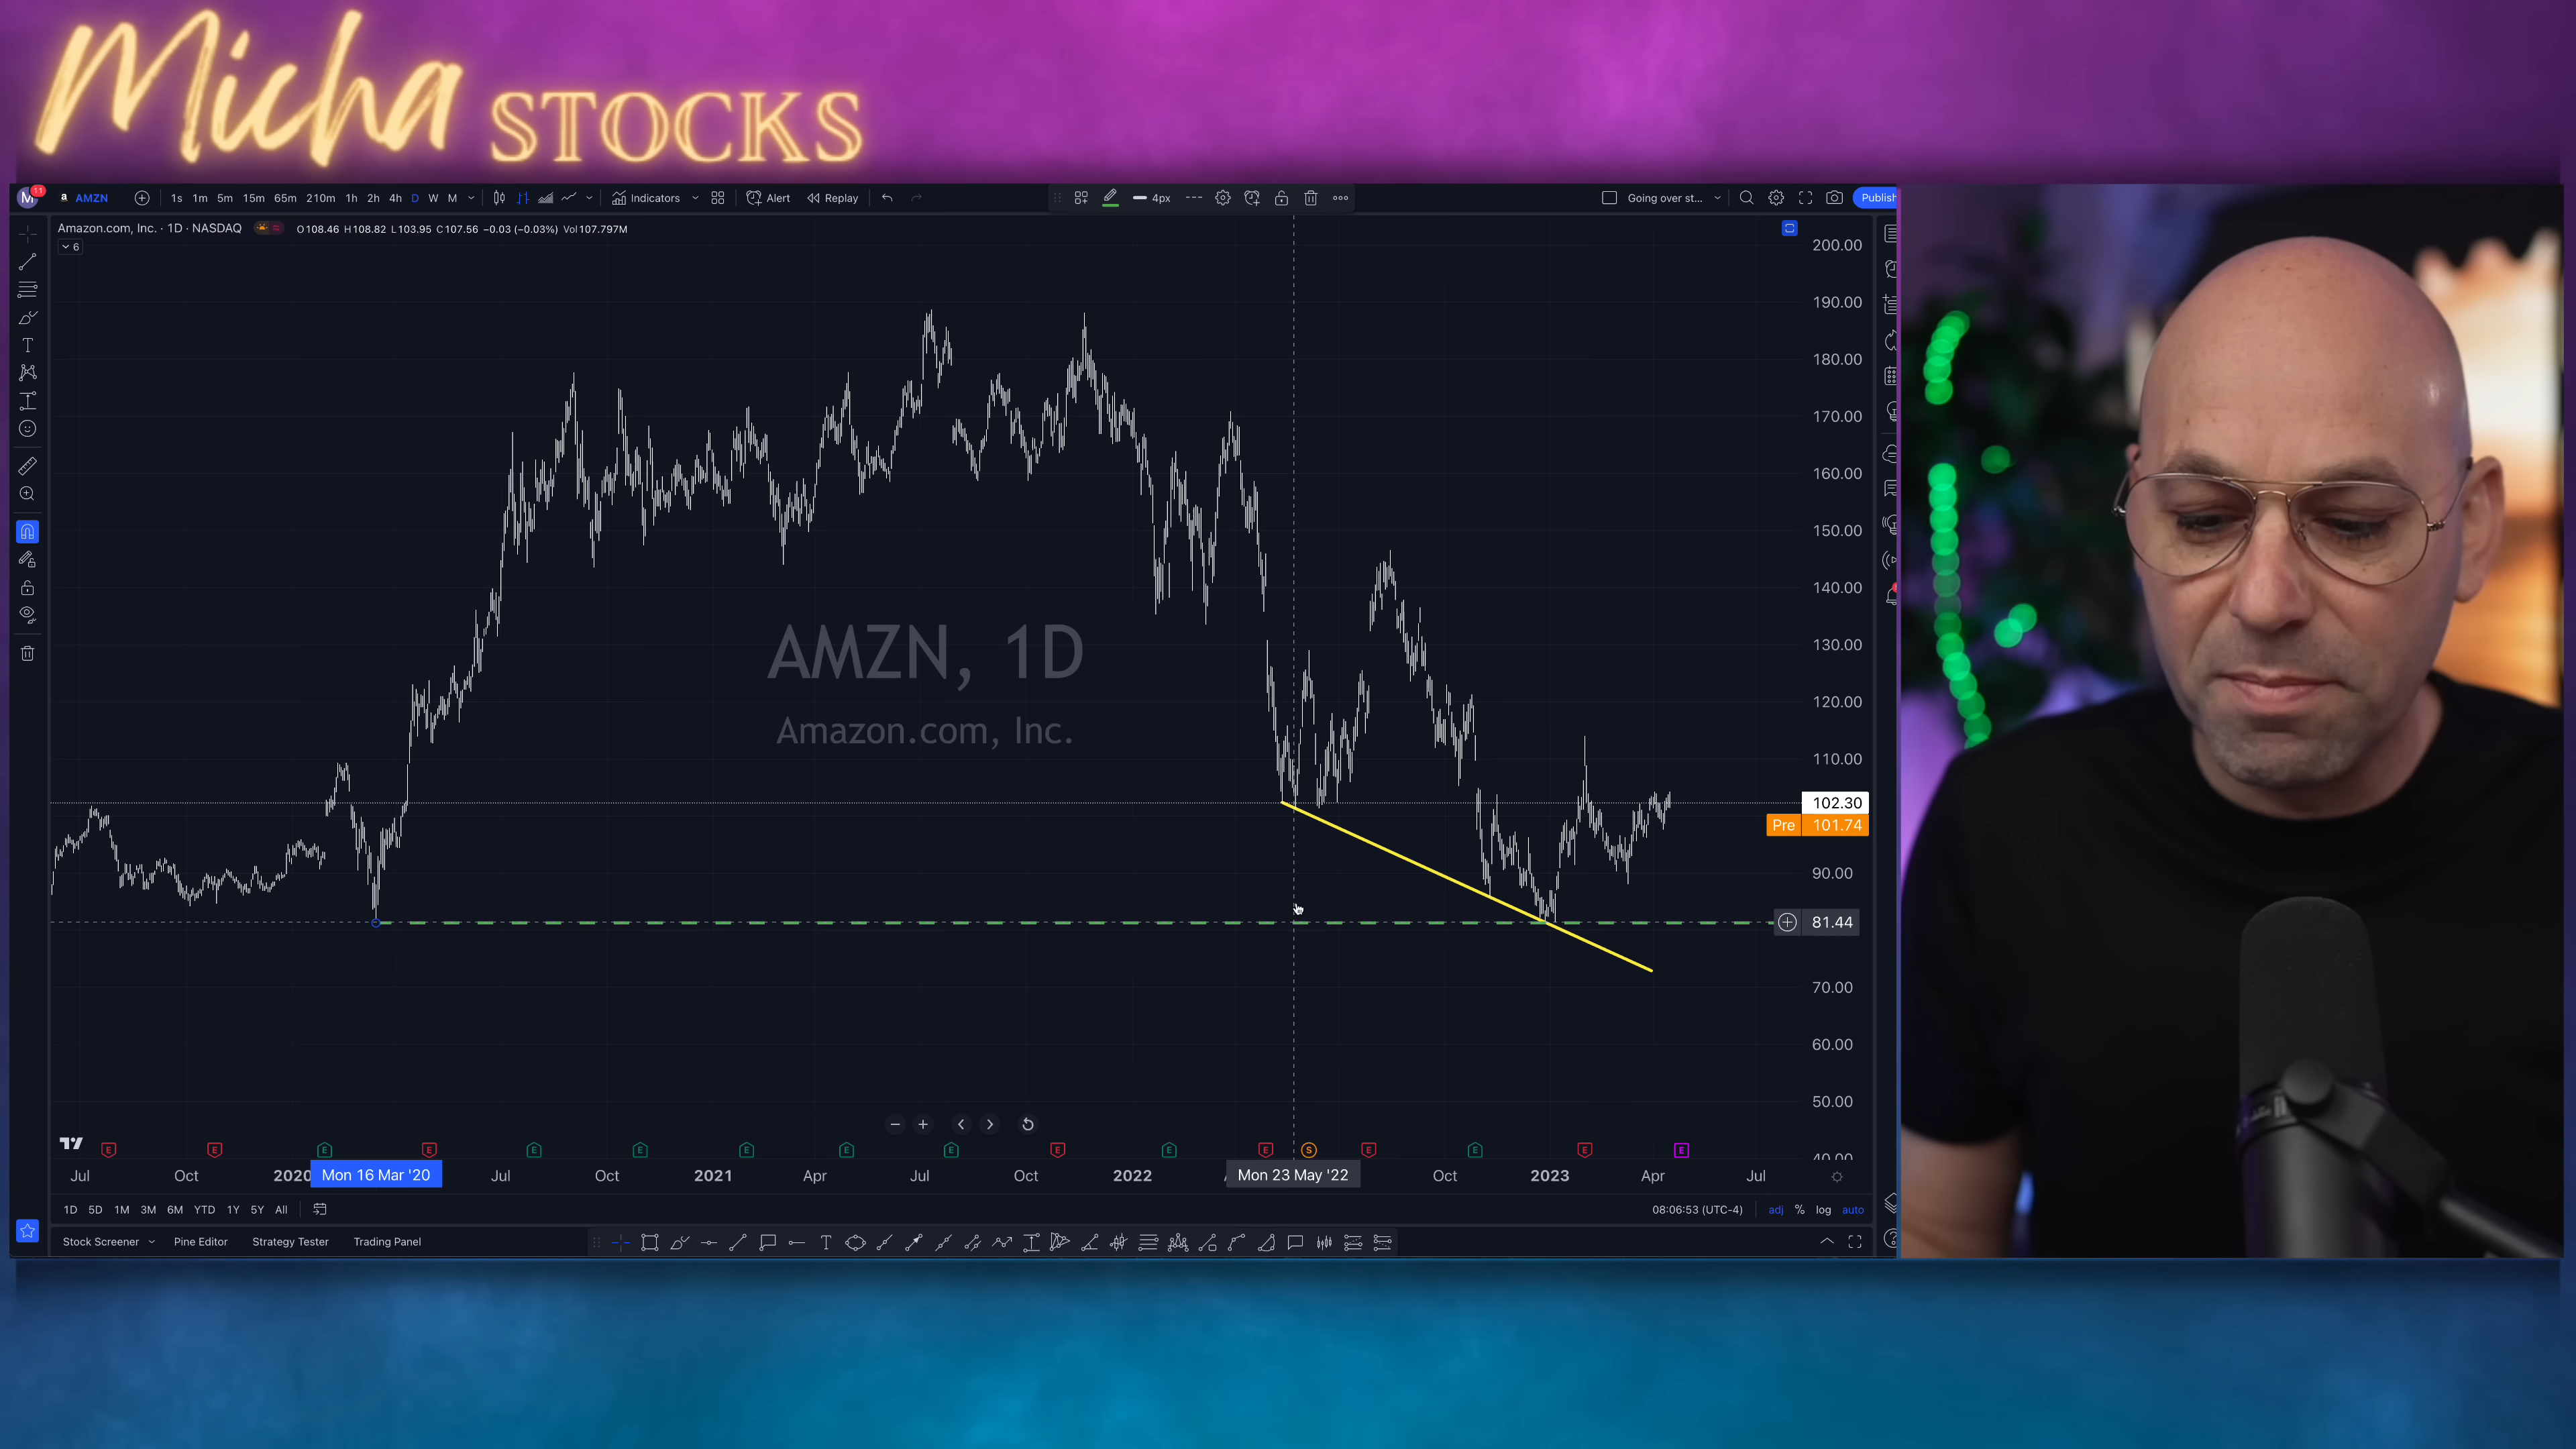 Micha STOCKS
M 11 a AMZN 1s 1m 5m 15m 65m 210m 1h 2h 4h D W M Indicators Alert Replay 4px Going over st... Publish
Amazon.com, Inc. · 1D · NASDAQ O108.46 H108.82 L103.95 C107.56 −0.03 (−0.03%) Vol107.797M
6
200.00
190.00
180.00
170.00
160.00
150.00
140.00
130.00
AMZN, 1D
120.00
Amazon.com, Inc.
110.00
102.30
Pre 101.74
90.00
81.44
70.00
60.00
50.00
40.00
E E E E E E E E E E E E S E E E E
Jul Oct 2020 Mon 16 Mar '20 Jul Oct 2021 Apr Jul Oct 2022 Mon 23 May '22 Oct 2023 Apr Jul
1D 5D 1M 3M 6M YTD 1Y 5Y All 08:06:53 (UTC-4) adj % log auto
Stock Screener Pine Editor Strategy Tester Trading Panel